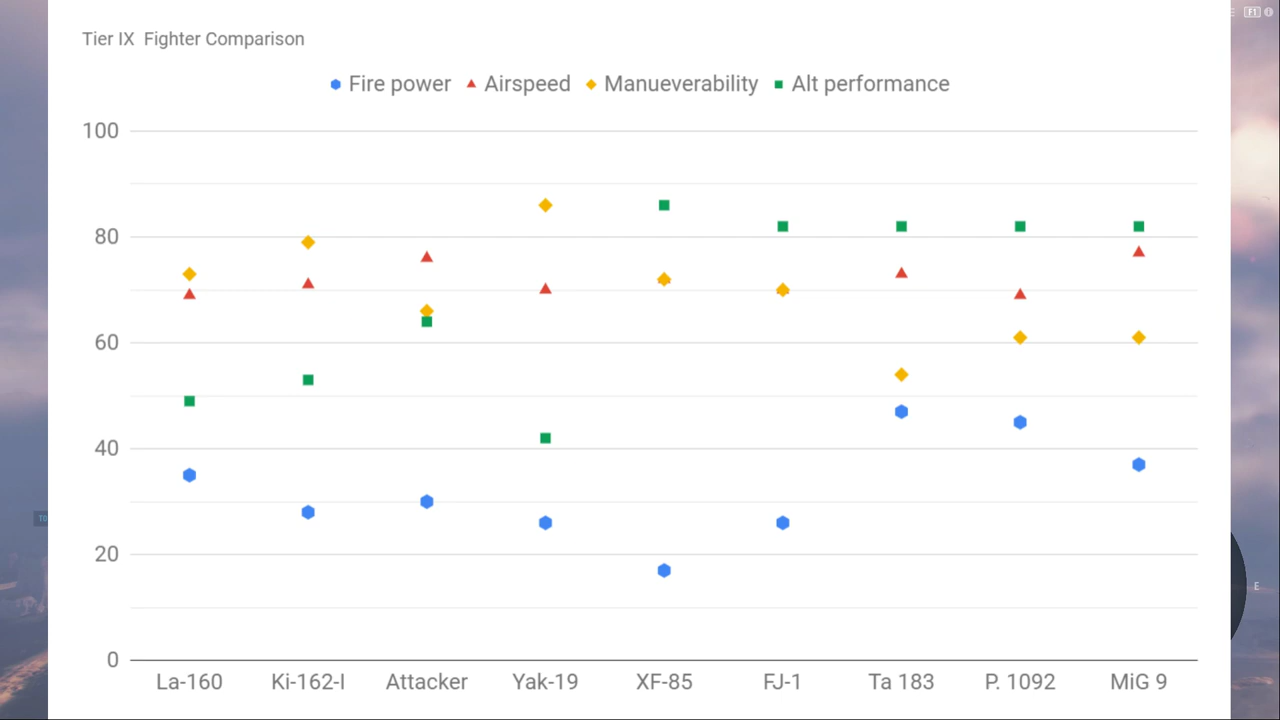 F1
Tier IX Fighter Comparison
Fire power Airspeed Manueverability Alt performance
100
80
60
40
20
0
La-160 Ki-162-I Attacker Yak-19 XF-85 FJ-1 Ta 183 P. 1092 MiG 9
E